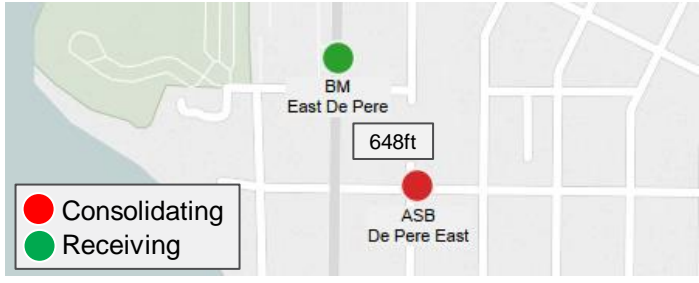 BM
East De Pere
648ft
ASB
De Pere East
Consolidating
Receiving